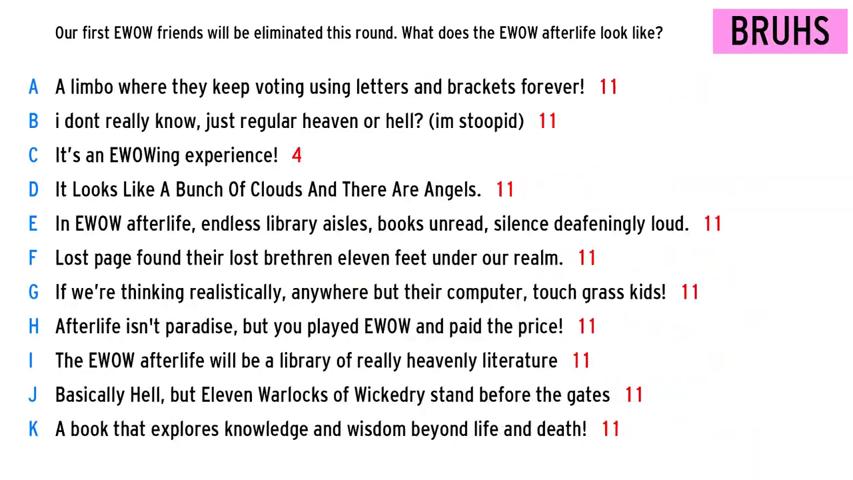 Our first EWOW friends will be eliminated this round. What does the EWOW afterlife look like?
BRUHS
A A limbo where they keep voting using letters and brackets forever! 11
B i dont really know, just regular heaven or hell? (im stoopid) 11
C It's an EWOWing experience! 4
D It Looks Like A Bunch Of Clouds And There Are Angels. 11
E In EWOW afterlife, endless library aisles, books unread, silence deafeningly loud. 11
F Lost page found their lost brethren eleven feet under our realm. 11
G If we're thinking realistically, anywhere but their computer, touch grass kids! 11
H Afterlife isn't paradise, but you played EWOW and paid the price! 11
I The EWOW afterlife will be a library of really heavenly literature 11
J Basically Hell, but Eleven Warlocks of Wickedry stand before the gates 11
K A book that explores knowledge and wisdom beyond life and death! 11